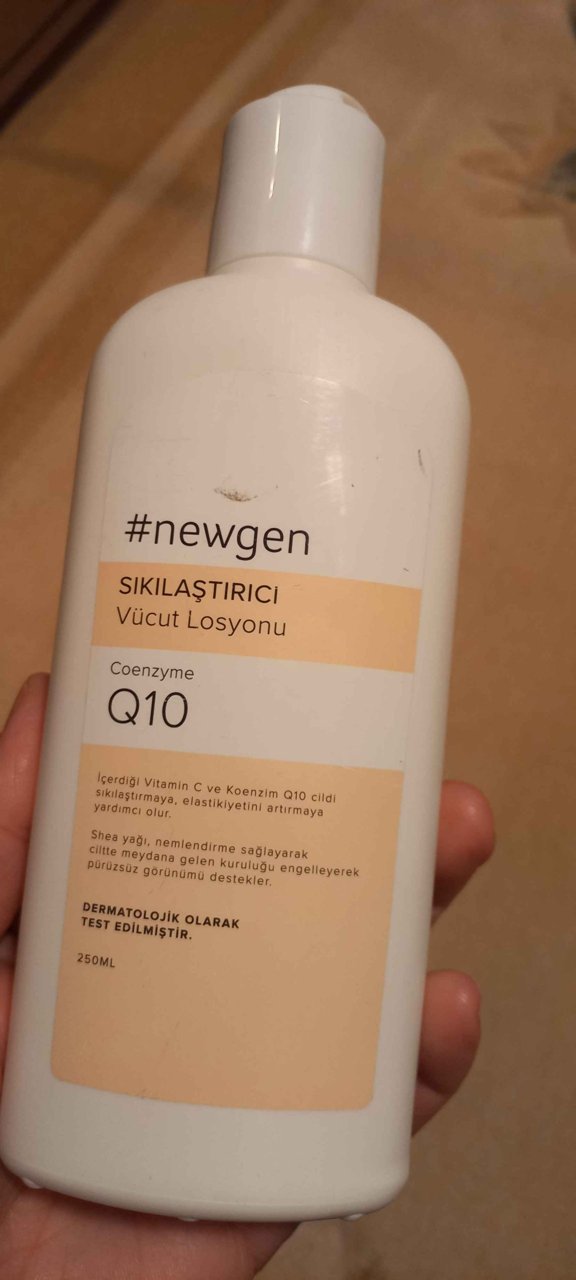 #newgen
SIKILAŞTIRICi
Vücut Losyonu
Coenzyme
Q10
İçerdiği Vitamin C ve Koenzim Q10 cildi
sıkılaştırmaya, elastikiyetini artırmaya
yardımcı olur.
Shea yağı, nemlendirme sağlayarak
ciltte meydana gelen kuruluğu engelleyerek
pürüzsüz görünümü destekler.
DERMATOLOJİK OLARAK
TEST EDİLMİŞTİR.
250ML